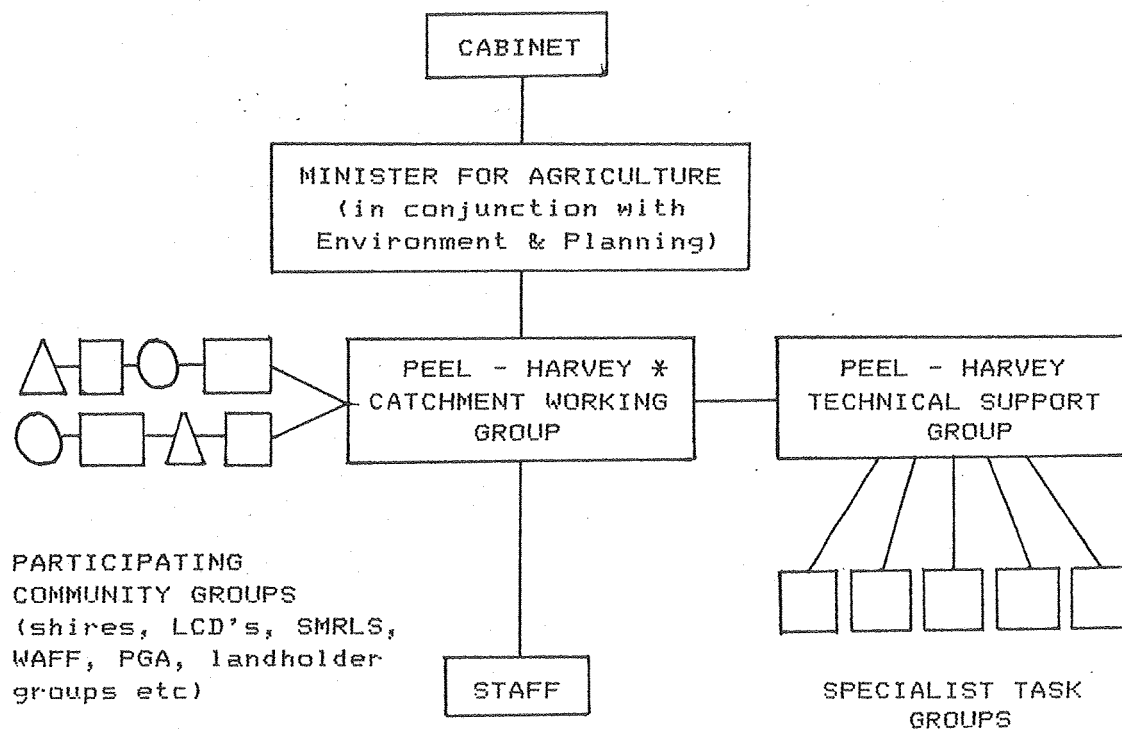 CABINET
MINISTER FOR AGRICULTURE
(in conjunction with
Environment & Planning)
PEEL - HARVEY *
CATCHMENT WORKING
GROUP
PEEL - HARVEY
TECHNICAL SUPPORT
GROUP
PARTICIPATING
COMMUNITY GROUPS
(shires, LCD's, SMRLS,
WAFF, PGA, landholder
groups etc)
STAFF
SPECIALIST TASK
GROUPS